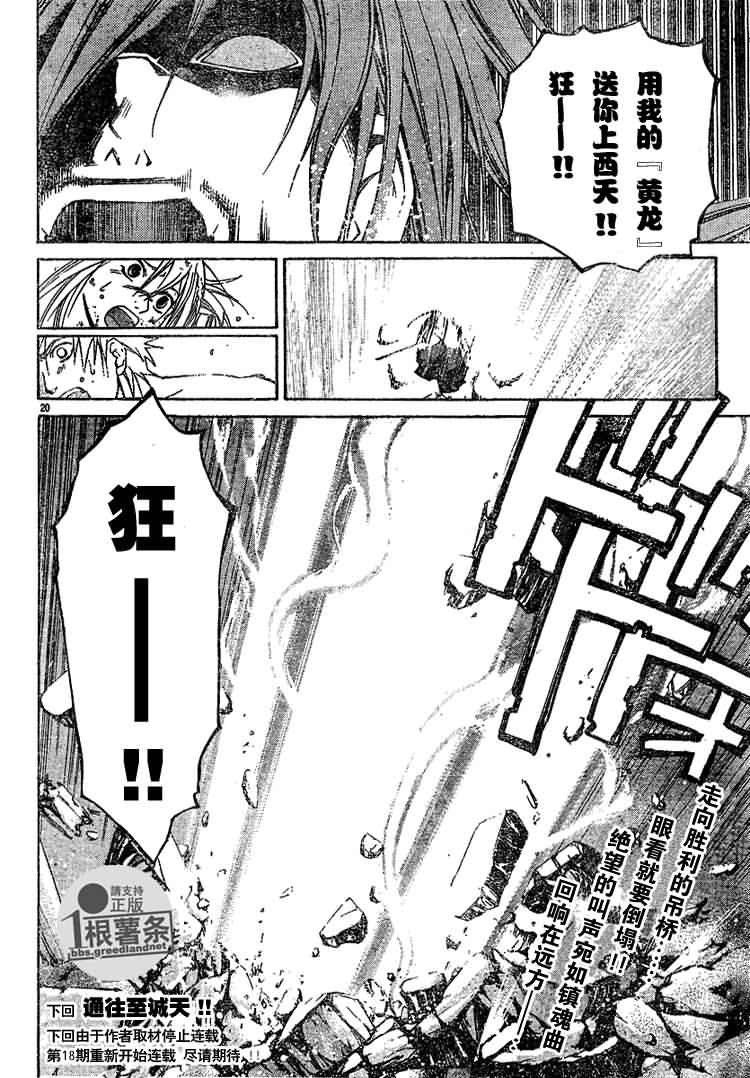 用我的『黄龙』
送你上西天!!
狂——!!
20
狂——!!
走向胜利的吊桥……
眼看就要倒塌!!
绝望的叫声宛如镇魂曲
回响在远方——
請支持
正版
1根薯条
bbs.greedland.net
下回 通往至诚天!!
下回由于作者取材停止连载
第18期重新开始连载 尽请期待!!